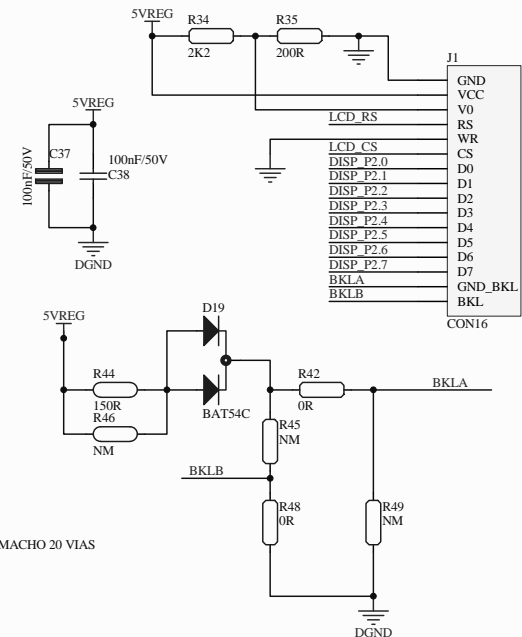 5VREG
R34
2K2
R35
200R
J1
GND
VCC
V0
RS
WR
CS
D0
D1
D2
D3
D4
D5
D6
D7
GND_BKL
BKL
CON16
LCD_RS
LCD_CS
DISP_P2.0
DISP_P2.1
DISP_P2.2
DISP_P2.3
DISP_P2.4
DISP_P2.5
DISP_P2.6
DISP_P2.7
BKLA
BKLB
5VREG
C37
100nF/50V
100nF/50V
C38
DGND
5VREG
D19
BAT54C
R44
150R
R46
NM
R42
0R
BKLA
R45
NM
BKLB
R48
0R
R49
NM
DGND
MACHO 20 VIAS